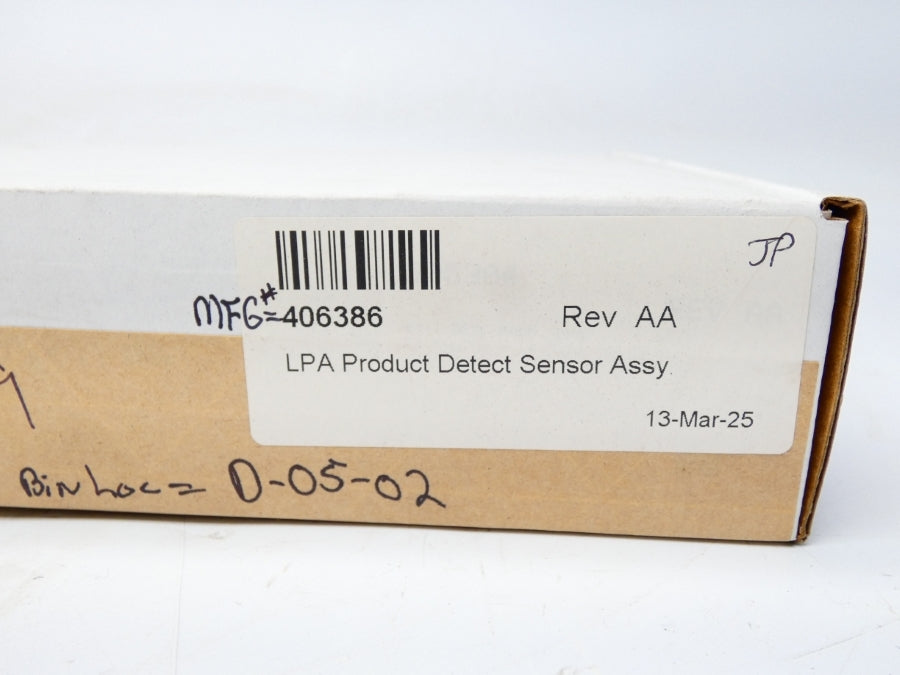 JP
MFG#=406386 Rev AA
LPA Product Detect Sensor Assy
13-Mar-25
Bin Loc= D-05-02